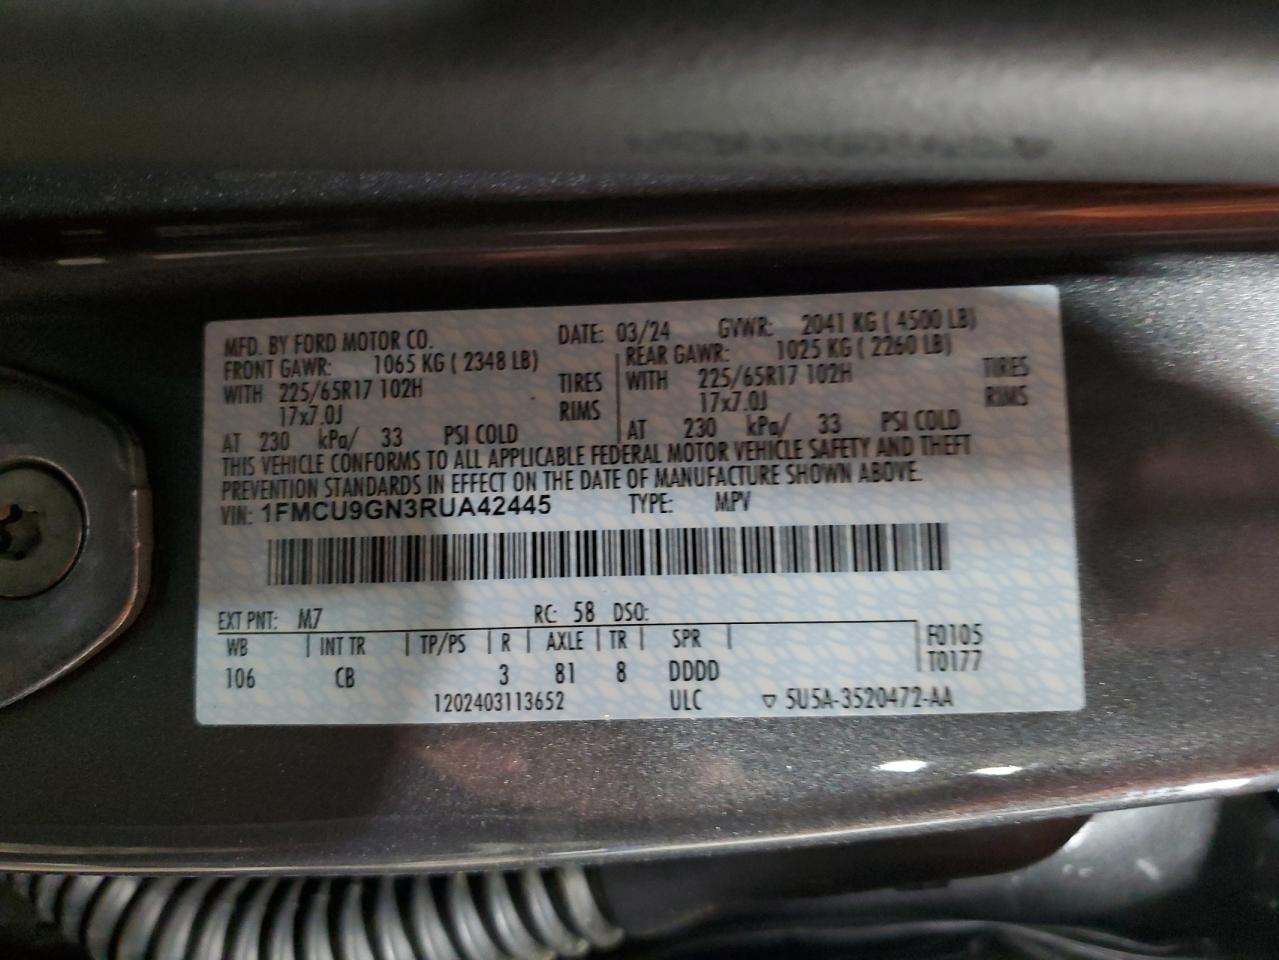 MFD. BY FORD MOTOR CO. DATE: 03/24 GVWR: 2041 KG ( 4500 LB)
FRONT GAWR: 1065 KG ( 2348 LB) REAR GAWR: 1025 KG ( 2260 LB)
WITH 225/65R17 102H TIRES WITH 225/65R17 102H TIRES
17x7.0J RIMS 17x7.0J RIMS
AT 230 kPa/ 33 PSI COLD AT 230 kPa/ 33 PSI COLD
THIS VEHICLE CONFORMS TO ALL APPLICABLE FEDERAL MOTOR VEHICLE SAFETY AND THEFT
PREVENTION STANDARDS IN EFFECT ON THE DATE OF MANUFACTURE SHOWN ABOVE.
VIN: 1FMCU9GN3RUA42445 TYPE: MPV
EXT PNT: M7 RC: 58 DSO:
WB | INT TR | TP/PS | R | AXLE | TR | SPR | F0105
106 CB 3 81 8 DDDD T0177
1202403113652 ULC ▽ 5U5A-3520472-AA